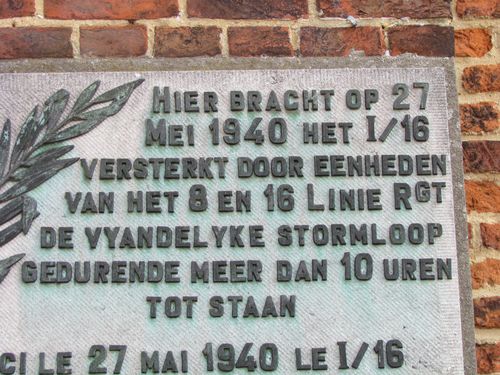 HIER BRACHT OP 27
MEI 1940 HET I/16
VERSTERKT DOOR EENHEDEN
VAN HET 8 EN 16 LINIE RGT
DE VYANDELYKE STORMLOOP
GEDURENDE MEER DAN 10 UREN
TOT STAAN
CI LE 27 MAI 1940 LE I/16